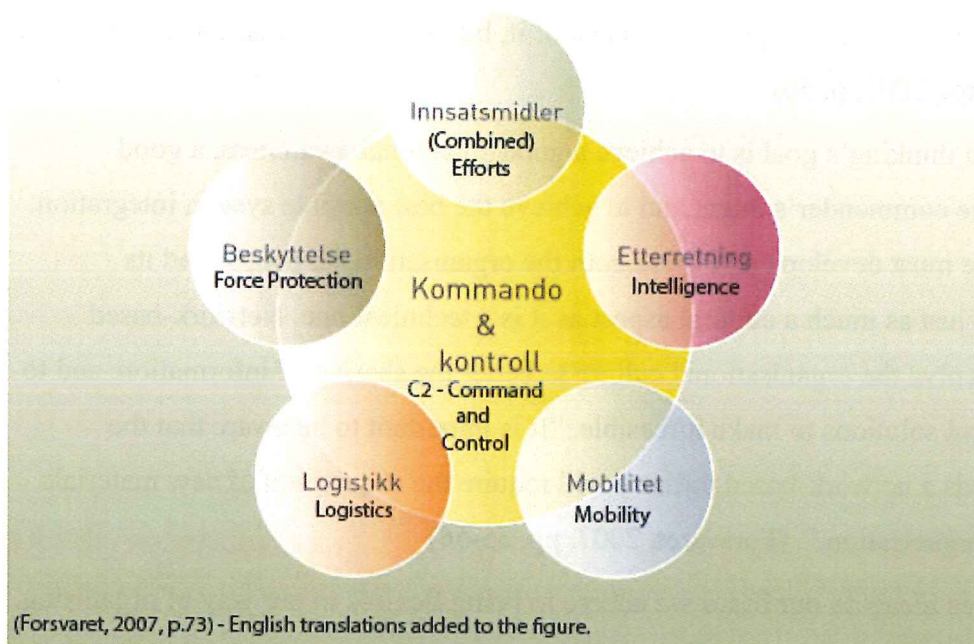 Innsatsmidler
(Combined)
Efforts
Beskyttelse
Force Protection
Etterretning
Intelligence
Kommando
&
kontroll
C2 - Command
and
Control
Logistikk
Logistics
Mobilitet
Mobility
(Forsvaret, 2007, p.73) - English translations added to the figure.